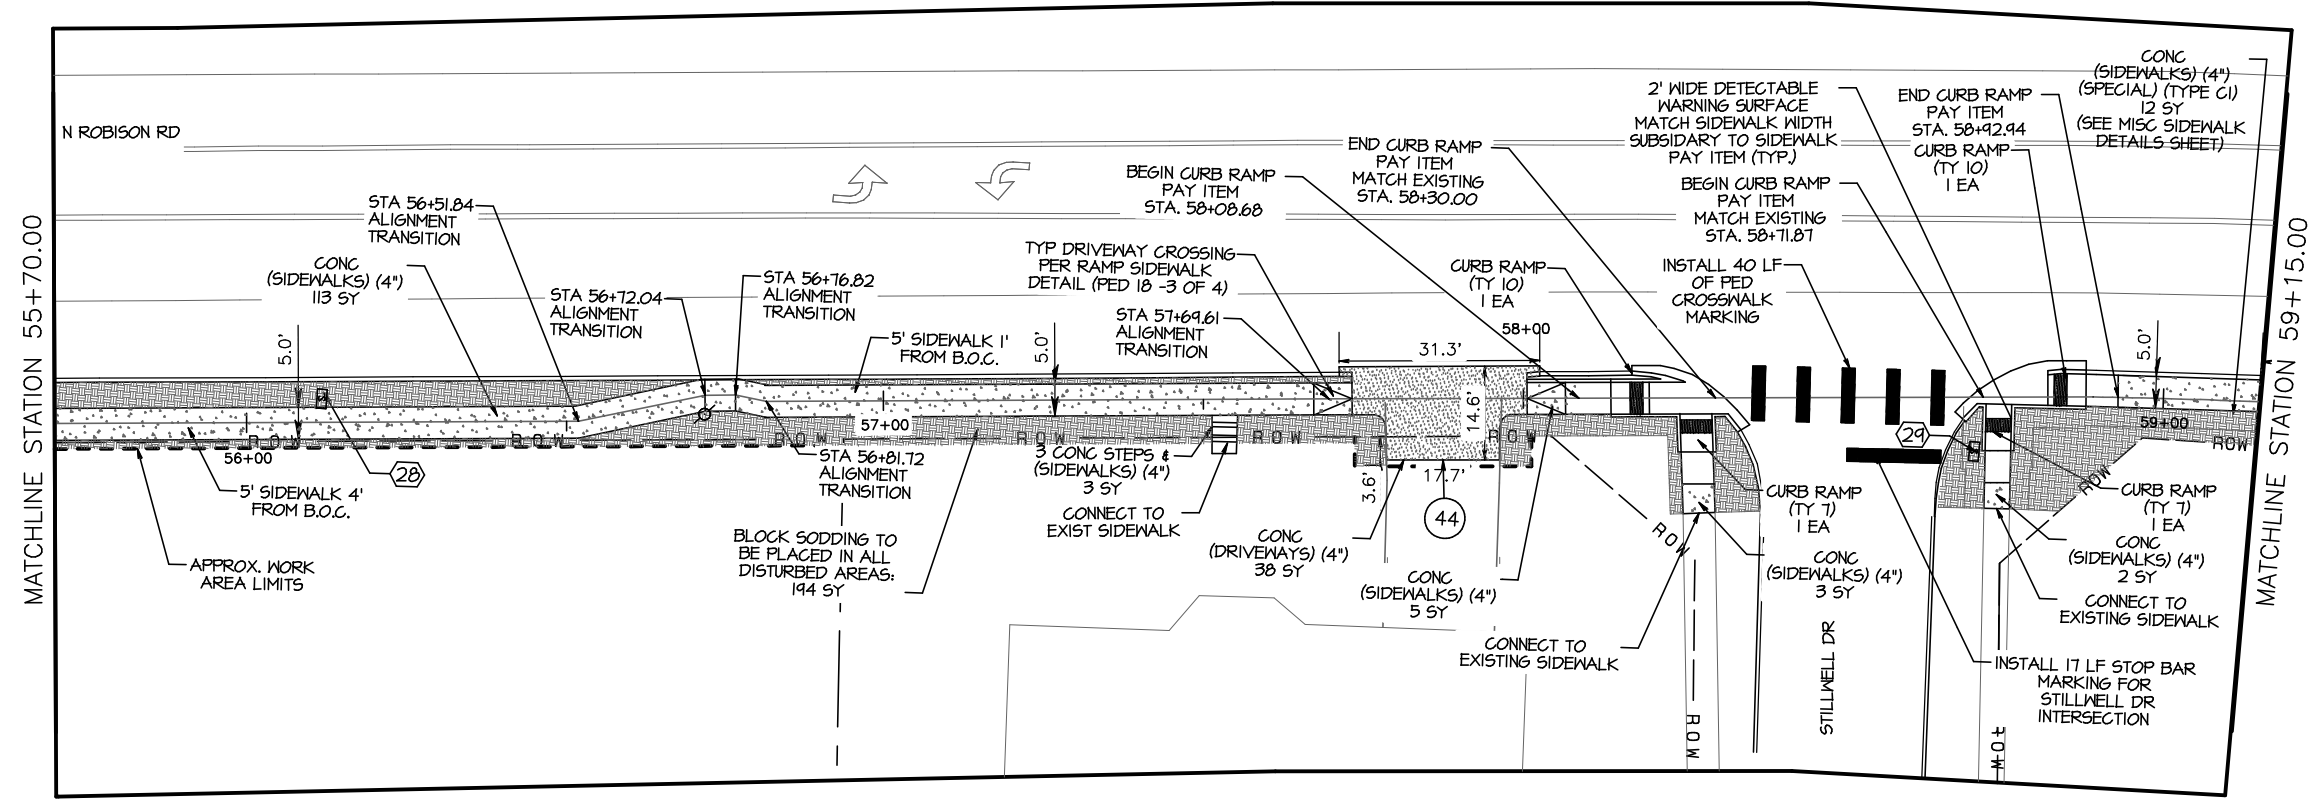 N ROBISON RD
MATCHLINE STATION 55+70.00
STA 56+51.84
ALIGNMENT
TRANSITION
CONC
(SIDEWALKS) (4")
113 SY
STA 56+72.04
ALIGNMENT
TRANSITION
STA 56+76.82
ALIGNMENT
TRANSITION
5.0'
5' SIDEWALK 1'
FROM B.O.C.
5.0'
TYP DRIVEWAY CROSSING
PER RAMP SIDEWALK
DETAIL (PED 18 -3 OF 4)
STA 57+69.61
ALIGNMENT
TRANSITION
BEGIN CURB RAMP
PAY ITEM
STA. 58+08.68
END CURB RAMP
PAY ITEM
MATCH EXISTING
STA. 58+30.00
CURB RAMP
(TY 10)
1 EA
58+00
31.3'
14.6'
2' WIDE DETECTABLE
WARNING SURFACE
MATCH SIDEWALK WIDTH
SUBSIDARY TO SIDEWALK
PAY ITEM (TYP.)
BEGIN CURB RAMP
PAY ITEM
MATCH EXISTING
STA. 58+71.87
INSTALL 40 LF
OF PED
CROSSWALK
MARKING
END CURB RAMP
PAY ITEM
STA. 58+92.94
CURB RAMP
(TY 10)
1 EA
CONC
(SIDEWALKS) (4")
(SPECIAL) (TYPE C1)
12 SY
(SEE MISC SIDEWALK
DETAILS SHEET)
5.0'
MATCHLINE STATION 59+15.00
ROW
ROW
ROW
ROW
ROW
ROW
ROW
56+00
57+00
59+00
28
29
5' SIDEWALK 4'
FROM B.O.C.
APPROX. WORK
AREA LIMITS
STA 56+81.72
ALIGNMENT
TRANSITION
BLOCK SODDING TO
BE PLACED IN ALL
DISTURBED AREAS:
194 SY
3 CONC STEPS &
(SIDEWALKS) (4")
3 SY
CONNECT TO
EXIST SIDEWALK
3.6'
17.7'
44
CONC
(DRIVEWAYS) (4")
38 SY
CONC
(SIDEWALKS) (4")
5 SY
CONNECT TO
EXISTING SIDEWALK
ROW
ROW
CURB RAMP
(TY 7)
1 EA
CONC
(SIDEWALKS) (4")
3 SY
STILLWELL DR
ROW
CURB RAMP
(TY 7)
1 EA
CONC
(SIDEWALKS) (4")
2 SY
CONNECT TO
EXISTING SIDEWALK
INSTALL 17 LF STOP BAR
MARKING FOR
STILLWELL DR
INTERSECTION